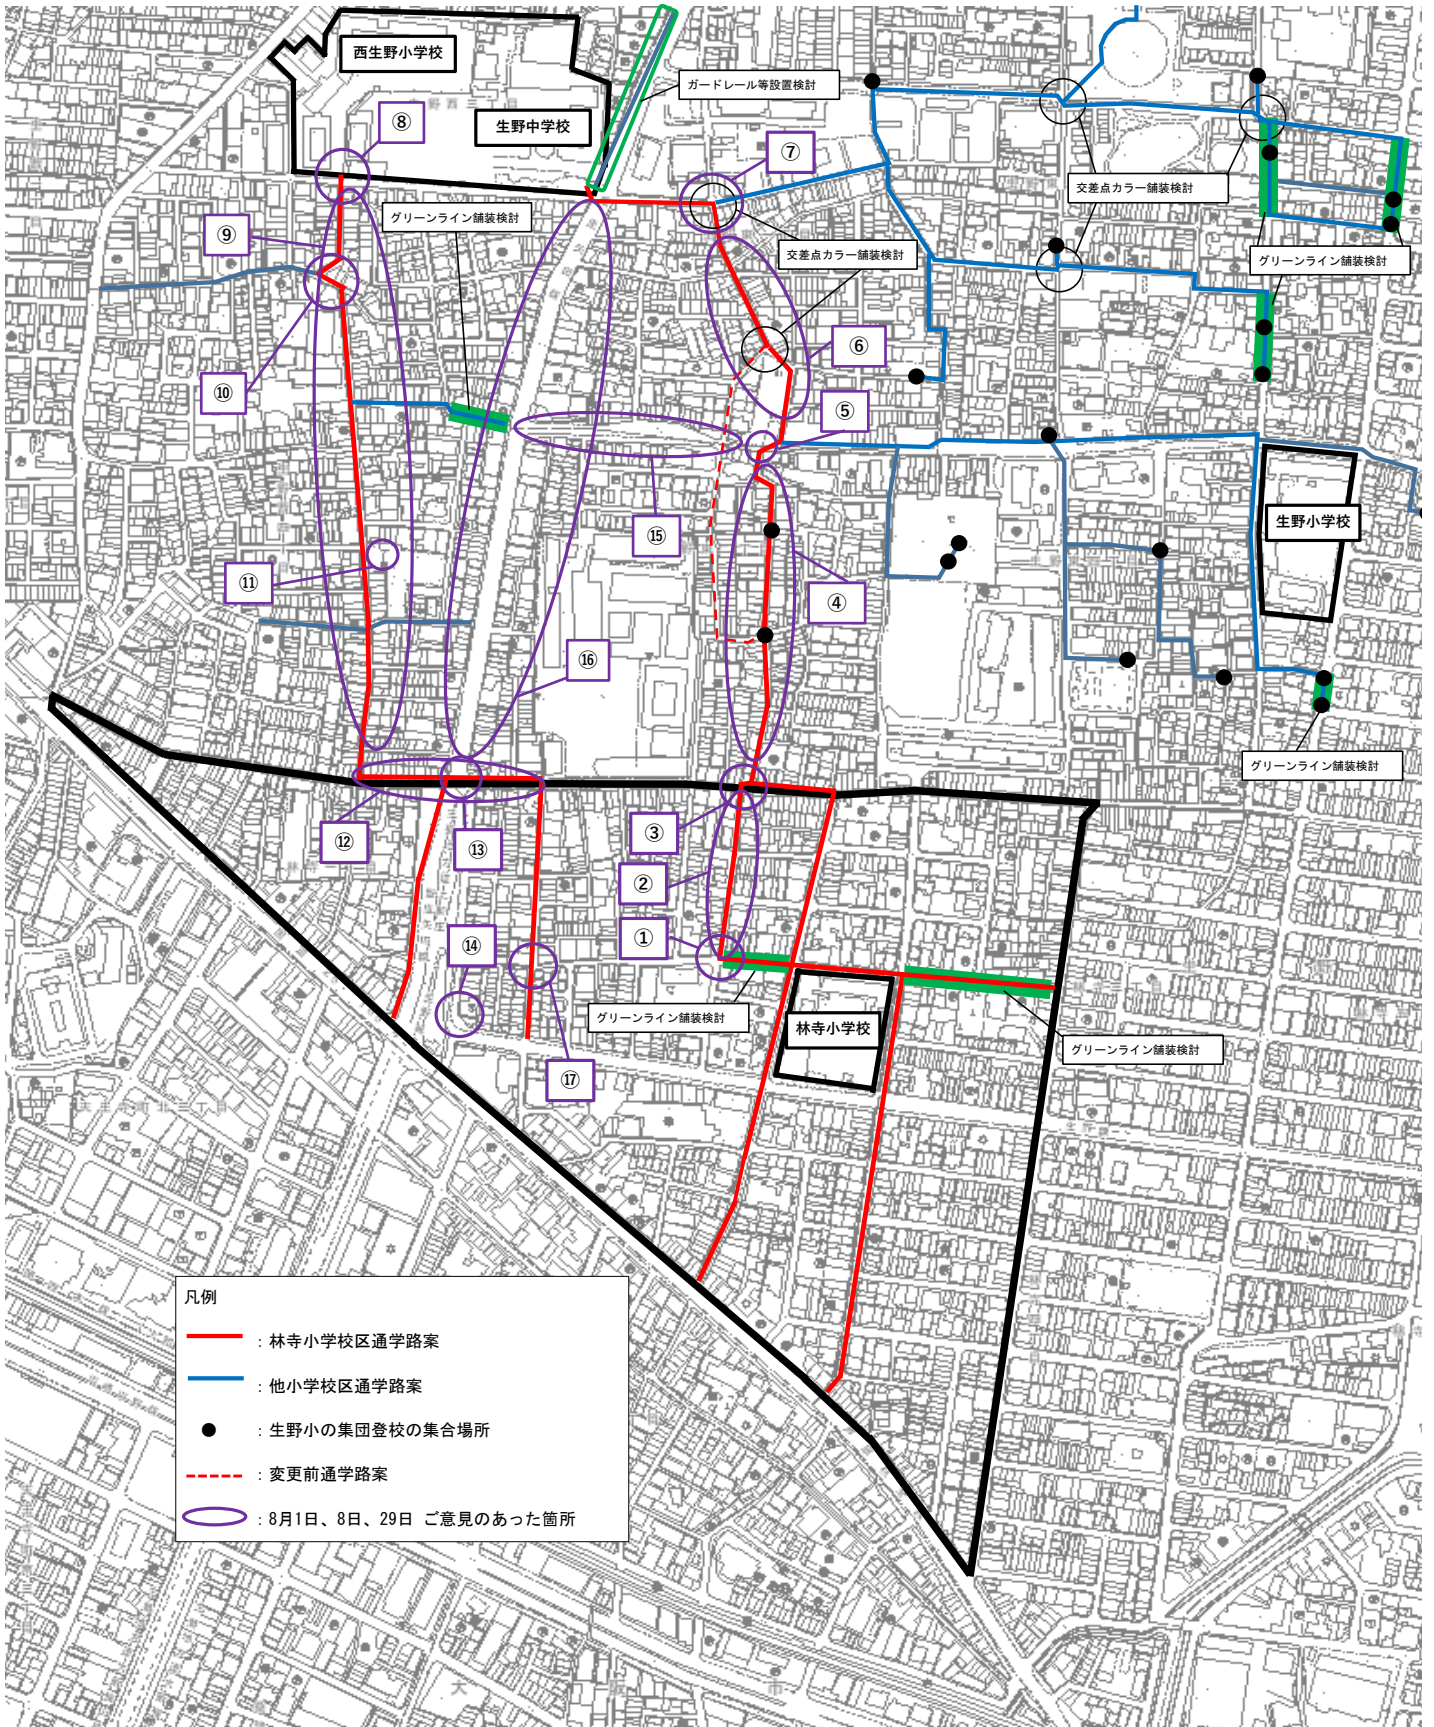 西生野小学校
ガードレール等設置検討
⑧
生野中学校
⑦
交差点カラー舗装検討
グリーンライン舗装検討
⑨
交差点カラー舗装検討
グリーンライン舗装検討
⑥
⑩
⑤
生野小学校
⑮
⑪
④
⑯
グリーンライン舗装検討
③
⑫
⑬
②
①
⑭
グリーンライン舗装検討
林寺小学校
グリーンライン舗装検討
⑰
凡例
：林寺小学校区通学路案
：他小学校区通学路案
：生野小の集団登校の集合場所
：変更前通学路案
：8月1日、8日、29日 ご意見のあった箇所
大 阪 市